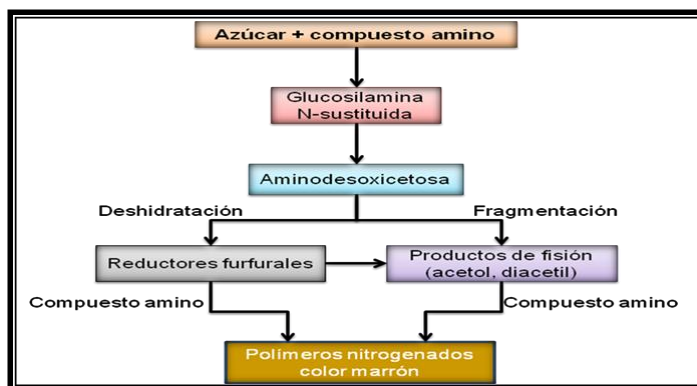 Azúcar + compuesto amino
Glucosilamina
N-sustituida
Aminodesoxicetosa
Deshidratación
Fragmentación
Reductores furfurales
Productos de fisión
(acetol, diacetil)
Compuesto amino
Compuesto amino
Polímeros nitrogenados
color marrón